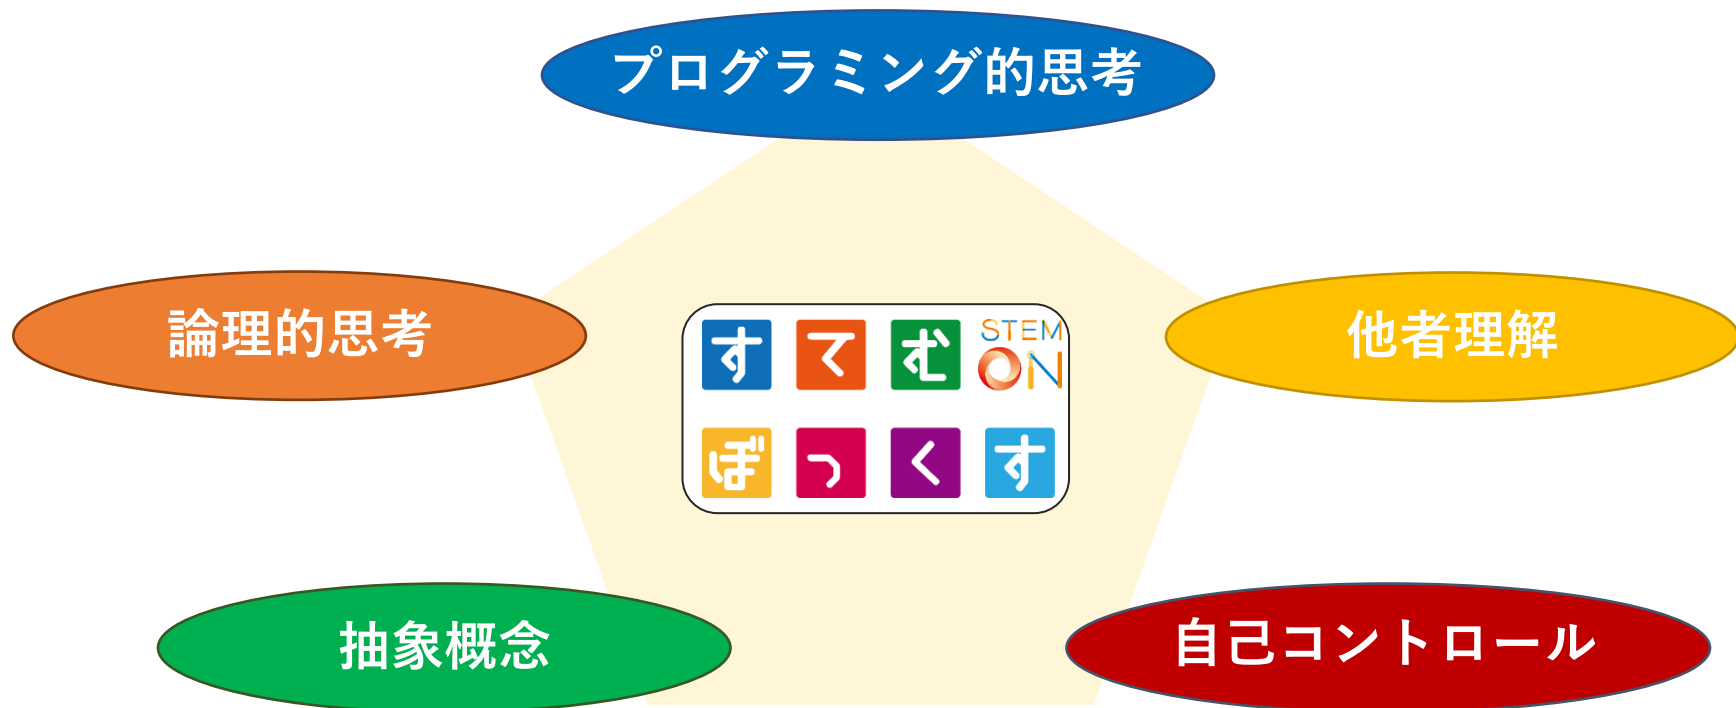 プログラミング的思考
論理的思考
他者理解
すてむ STEM
ON
ぼっくす
抽象概念
自己コントロール